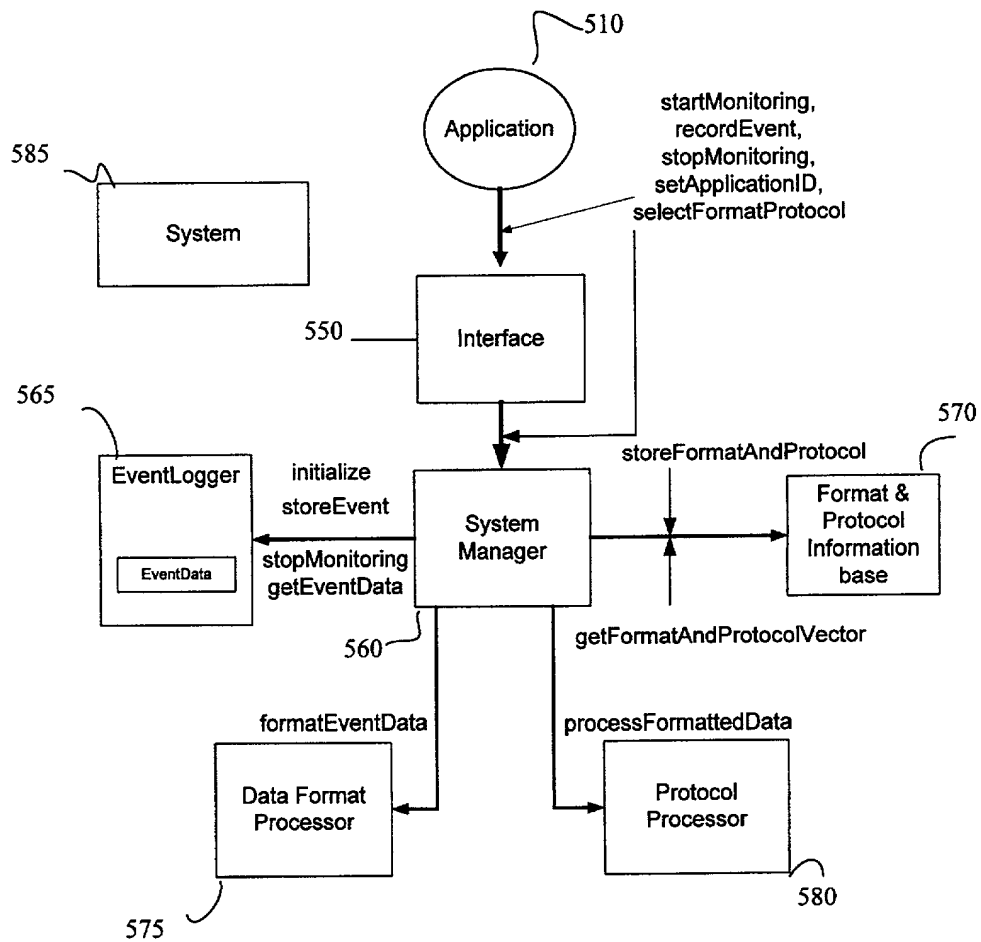 510
Application
startMonitoring,
recordEvent,
stopMonitoring,
setApplicationID,
selectFormatProtocol
585
System
550
Interface
565
EventLogger
EventData
initialize
storeEvent
stopMonitoring
getEventData
System
Manager
560
storeFormatAndProtocol
getFormatAndProtocolVector
570
Format &
Protocol
Information
base
formatEventData
processFormattedData
Data Format
Processor
575
Protocol
Processor
580